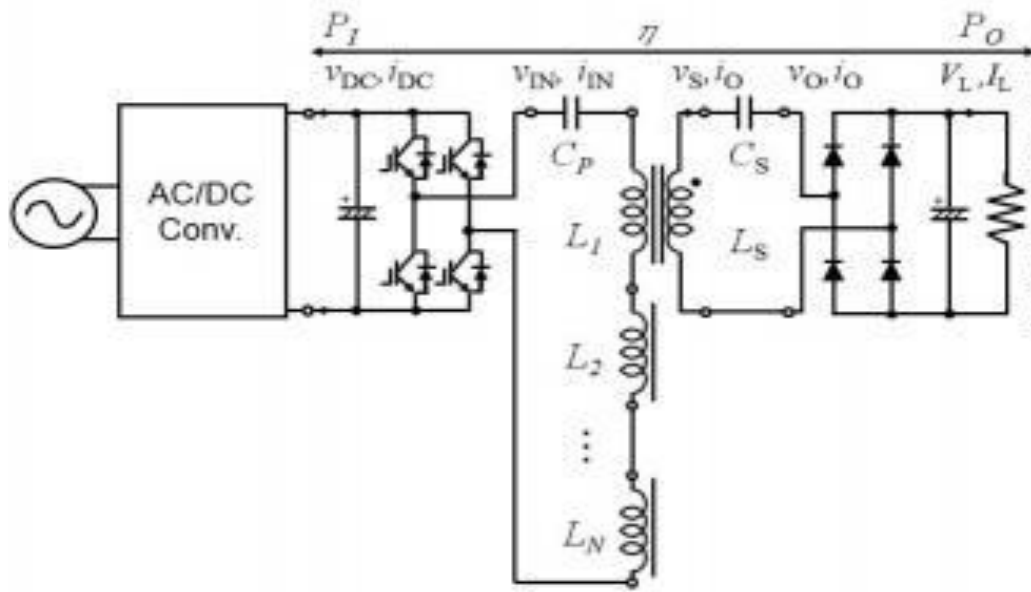 P_I η P_O
v_DC, i_DC v_IN, i_IN v_S, i_O v_O, i_O V_L, I_L
C_P C_S
AC/DC
Conv.
L_1 L_S
L_2
L_N